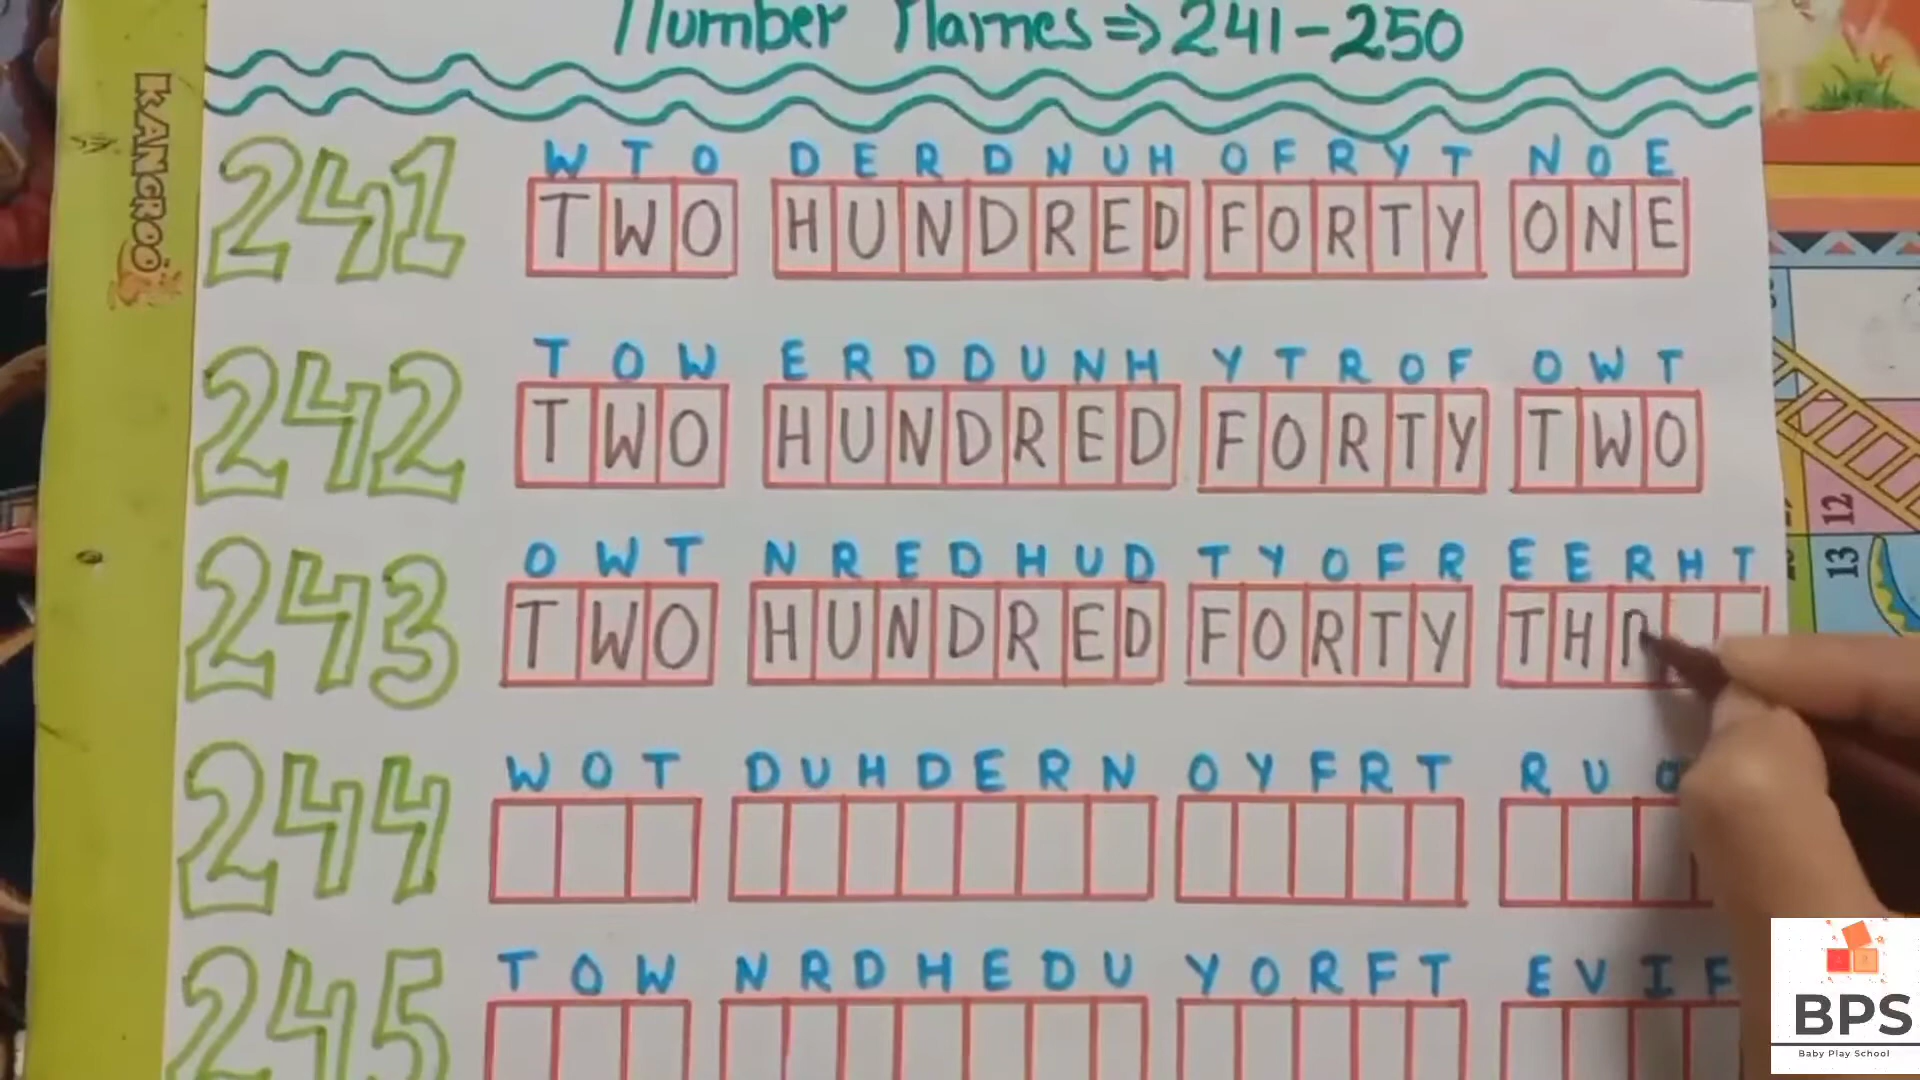 Number Names => 241-250
KANGROO
241
W T O D E R D N U H O F R Y T N O E
TWO HUNDRED FORTY ONE
242
T O W E R D D U N H Y T R O F O W T
TWO HUNDRED FORTY TWO
243
O W T N R E D H U D T Y O F R E E R H T
TWO HUNDRED FORTY THR
12
13
244
W O T D U H D E R N O Y F R T R U O
245
T O W N R D H E D U Y O R F T E V I F
BPS
Baby Play School